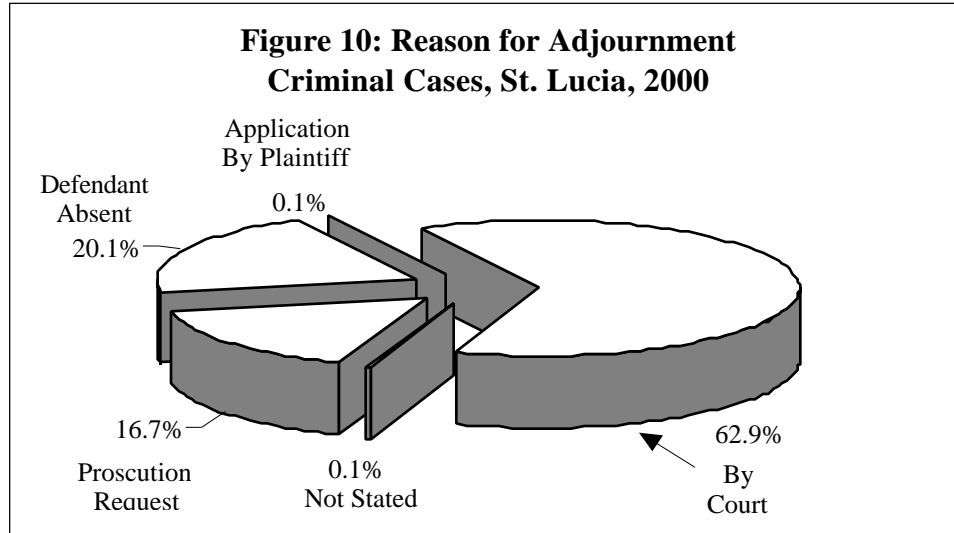 Figure 10: Reason for Adjournment
Criminal Cases, St. Lucia, 2000
Application
By Plaintiff
0.1%
Defendant
Absent
20.1%
16.7%
Proscution
Request
0.1%
Not Stated
62.9%
By
Court